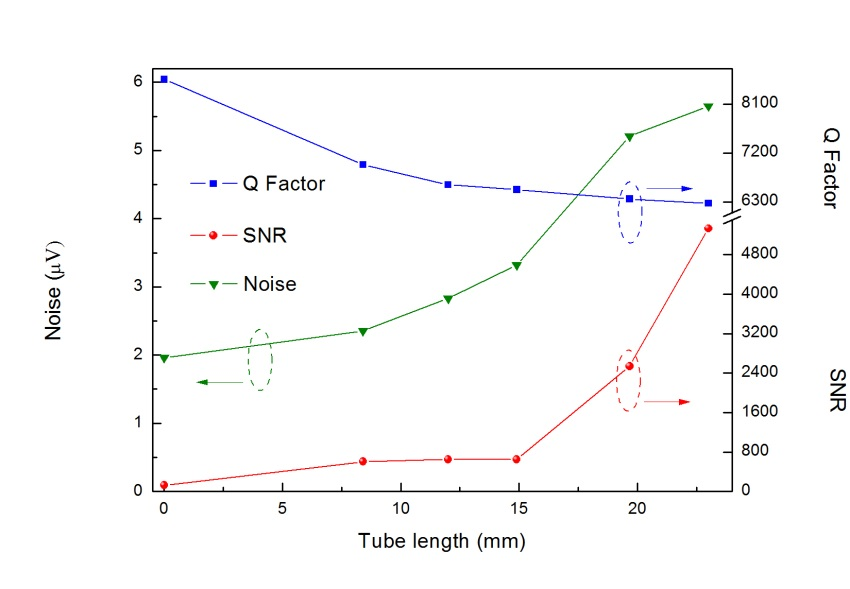 6
5
4
3
2
1
0
Noise (μV)
Q Factor
SNR
Noise
8100
7200
6300
4800
4000
3200
2400
1600
800
0
Q Factor
SNR
0 5 10 15 20
Tube length (mm)